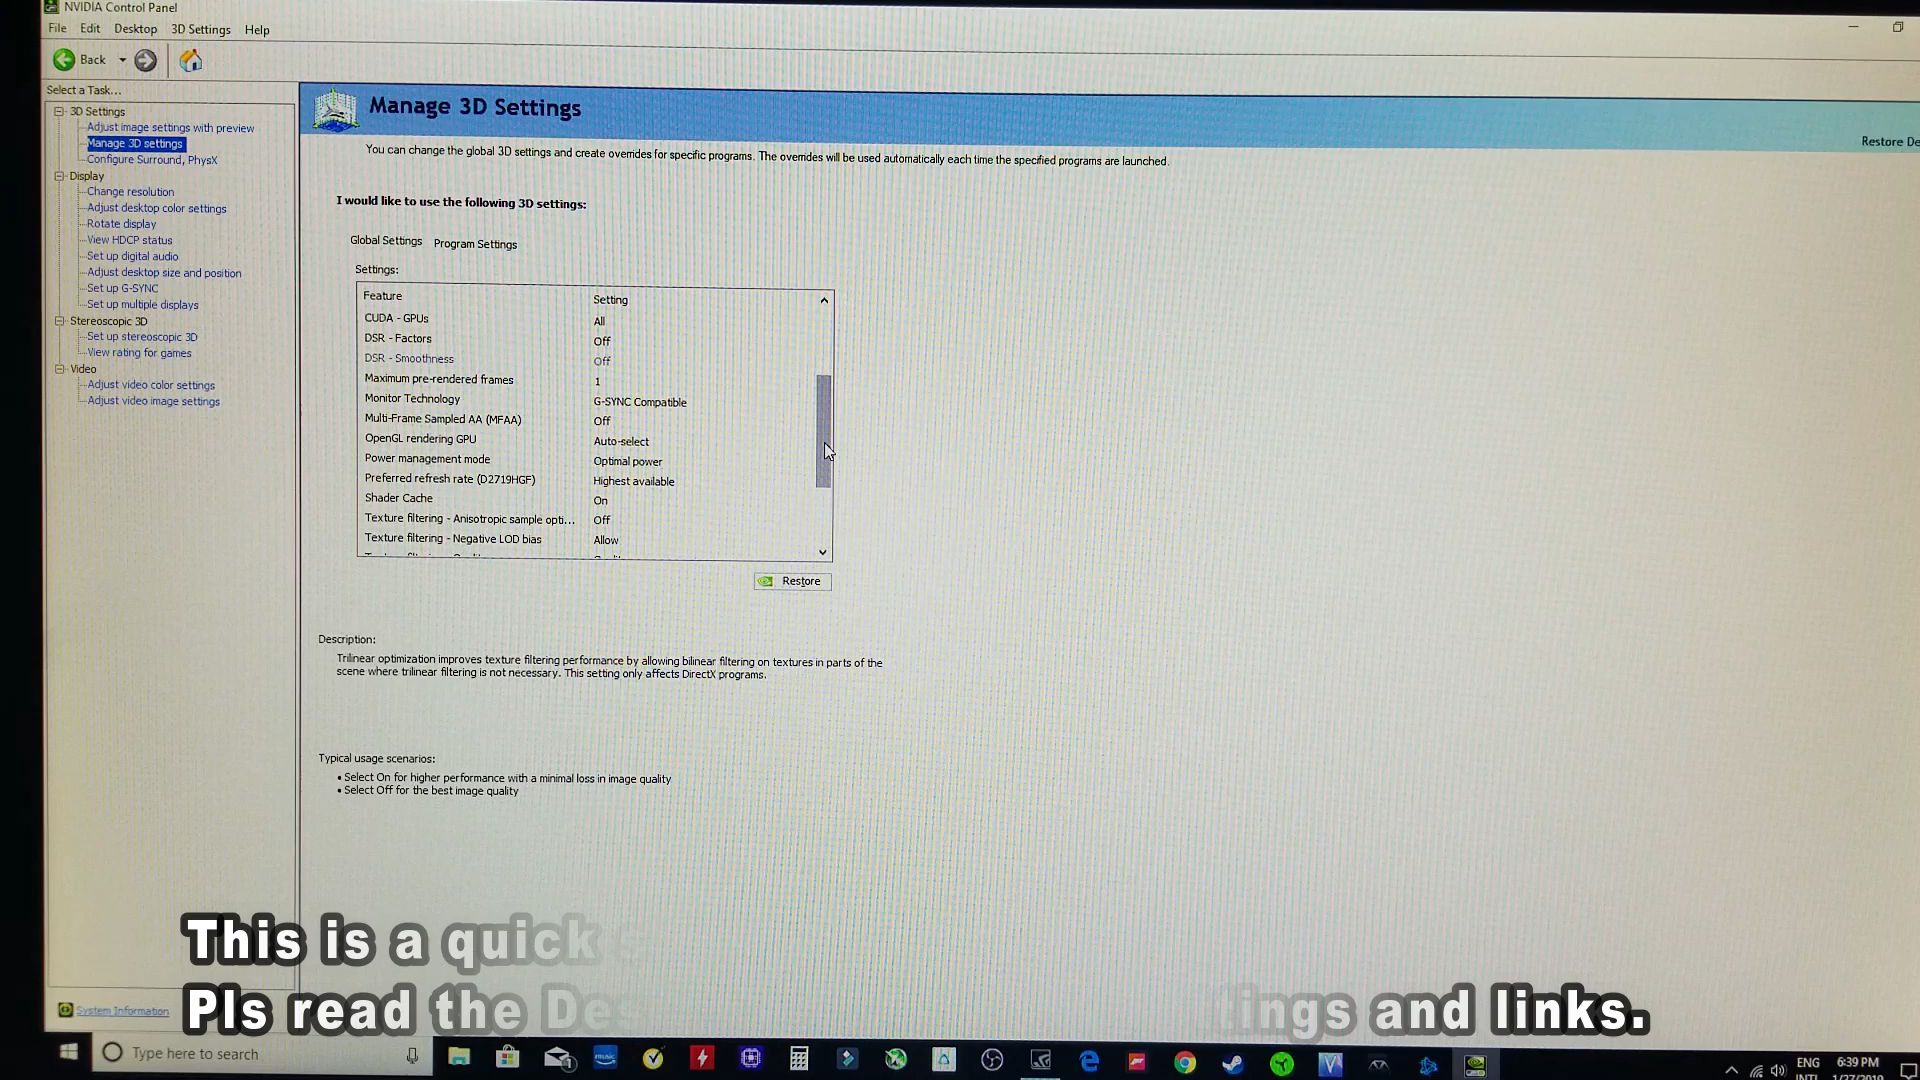 NVIDIA Control Panel
File Edit Desktop 3D Settings Help
Back
Select a Task...
3D Settings
Adjust image settings with preview
Manage 3D settings
Configure Surround, PhysX
Display
Change resolution
Adjust desktop color settings
Rotate display
View HDCP status
Set up digital audio
Adjust desktop size and position
Set up G-SYNC
Set up multiple displays
Stereoscopic 3D
Set up stereoscopic 3D
View rating for games
Video
Adjust video color settings
Adjust video image settings
System Information
Manage 3D Settings
Restore De
You can change the global 3D settings and create overrides for specific programs. The overrides will be used automatically each time the specified programs are launched.
I would like to use the following 3D settings:
Global Settings Program Settings
Settings:
Feature Setting
CUDA - GPUs All
DSR - Factors Off
DSR - Smoothness Off
Maximum pre-rendered frames 1
Monitor Technology G-SYNC Compatible
Multi-Frame Sampled AA (MFAA) Off
OpenGL rendering GPU Auto-select
Power management mode Optimal power
Preferred refresh rate (D2719HGF) Highest available
Shader Cache On
Texture filtering - Anisotropic sample opti... Off
Texture filtering - Negative LOD bias Allow
Restore
Description:
Trilinear optimization improves texture filtering performance by allowing bilinear filtering on textures in parts of the
scene where trilinear filtering is not necessary. This setting only affects DirectX programs.
Typical usage scenarios:
• Select On for higher performance with a minimal loss in image quality
• Select Off for the best image quality
This is a quick s
Pls read the Des tings and links.
Type here to search
music
ENG
INTL
6:39 PM
1/27/2019